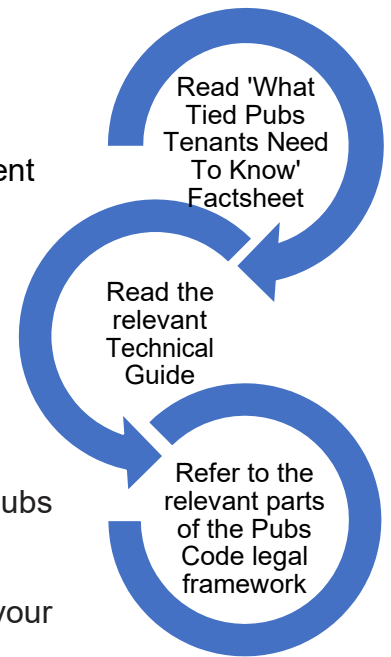 Read 'What
Tied Pubs
Tenants Need
To Know'
Factsheet
ent
Read the
relevant
Technical
Guide
Refer to the
relevant parts
of the Pubs
Code legal
framework
ubs
your